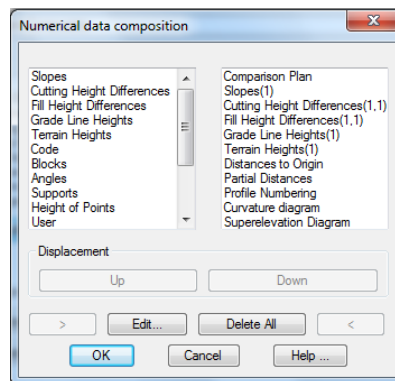 Numerical data composition
Slopes
Cutting Height Differences
Fill Height Differences
Grade Line Heights
Terrain Heights
Code
Blocks
Angles
Supports
Height of Points
User
Comparison Plan
Slopes(1)
Cutting Height Differences(1,1)
Fill Height Differences(1,1)
Grade Line Heights(1)
Terrain Heights(1)
Distances to Origin
Partial Distances
Profile Numbering
Curvature diagram
Superelevation Diagram
Displacement
Up Down
> Edit... Delete All <
OK Cancel Help ...